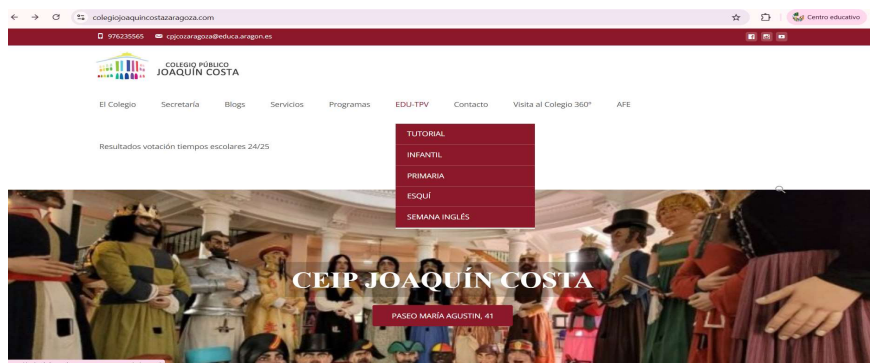 colegiojoaquincostazaragoza.com
Centro educativo
976235565 cpjcozaragoza@educa.aragon.es
COLEGIO PÚBLICO
JOAQUÍN COSTA
El Colegio Secretaría Blogs Servicios Programas EDU-TPV Contacto Visita al Colegio 360º AFE
TUTORIAL
Resultados votación tiempos escolares 24/25
INFANTIL
PRIMARIA
ESQUÍ
SEMANA INGLÉS
CEIP JOAQUÍN COSTA
PASEO MARÍA AGUSTIN, 41